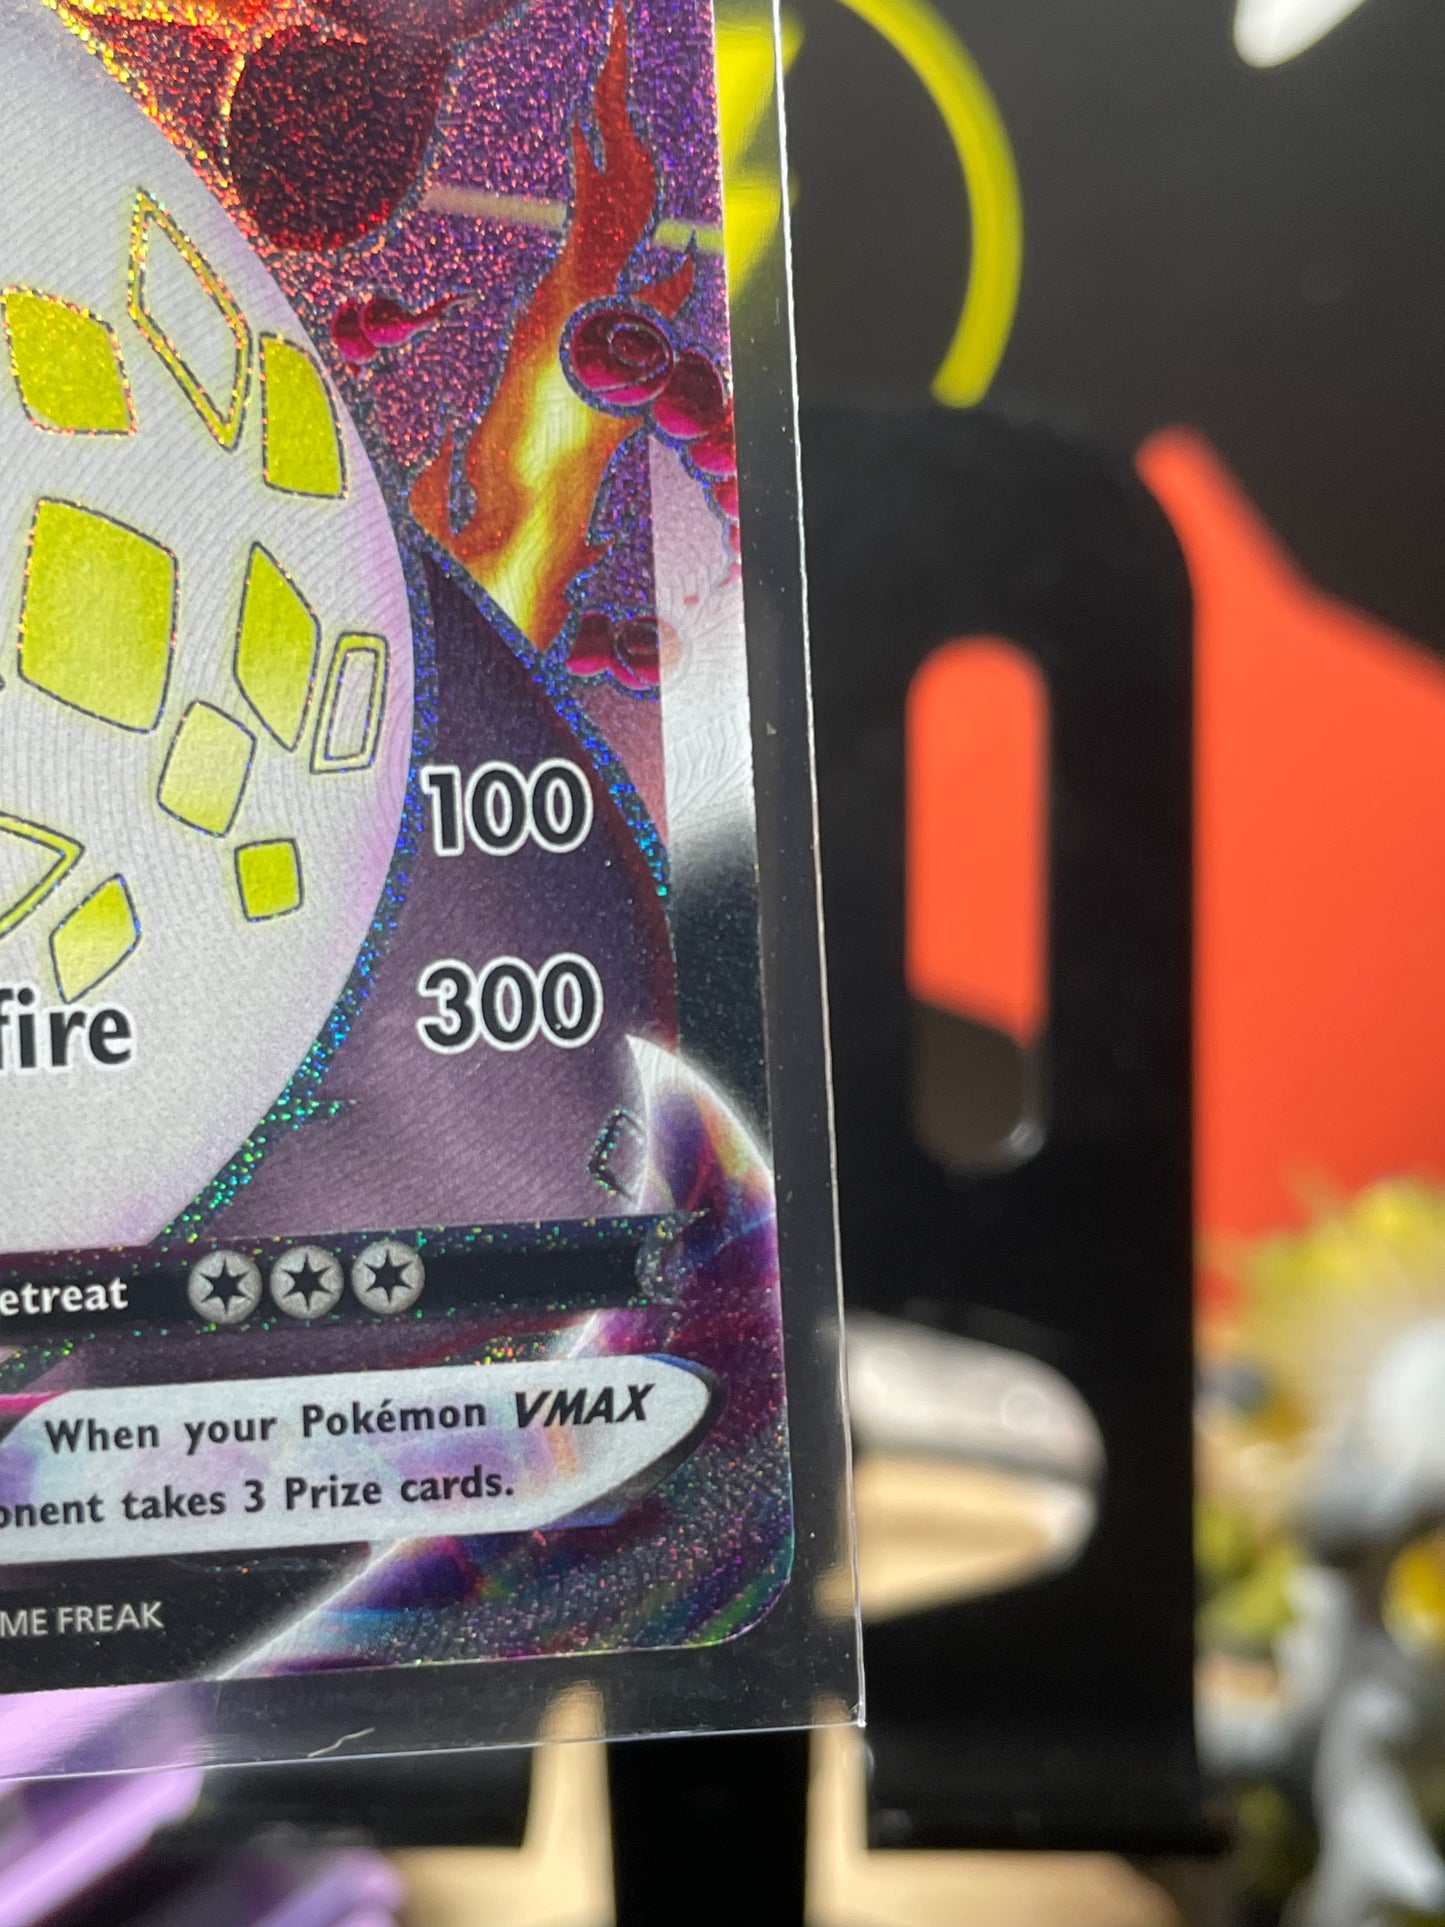 100
300
fire
etreat
When your Pokémon VMAX
onent takes 3 Prize cards.
ME FREAK